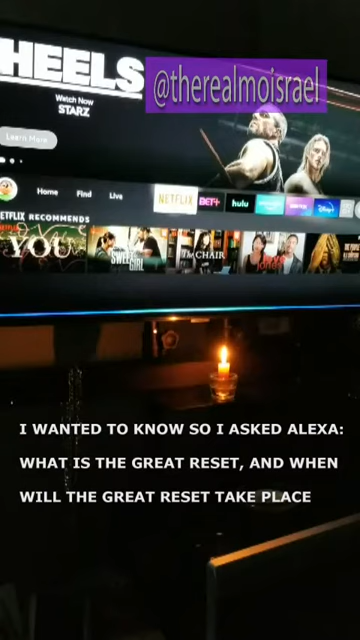 HEELS
@therealmoisrael
Watch Now
STARZ
Learn More
Home Find Live NETFLIX BET+ hulu Disney+
NETFLIX RECOMMENDS
YOU SWEET GIRL THE CHAIR
I WANTED TO KNOW SO I ASKED ALEXA:
WHAT IS THE GREAT RESET, AND WHEN
WILL THE GREAT RESET TAKE PLACE